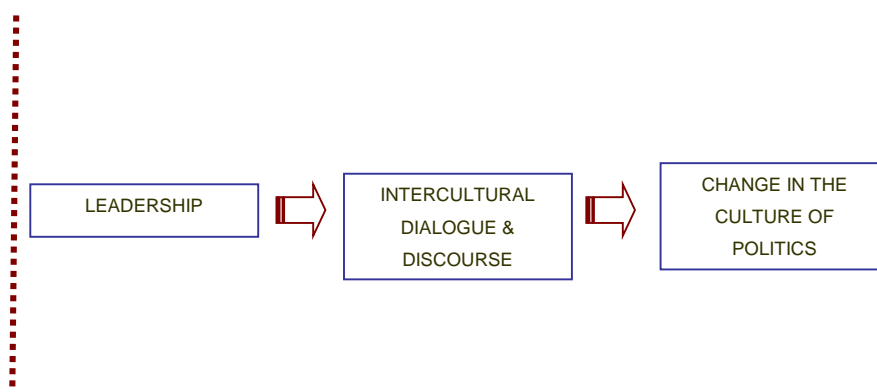 LEADERSHIP
INTERCULTURAL
DIALOGUE &
DISCOURSE
CHANGE IN THE
CULTURE OF
POLITICS